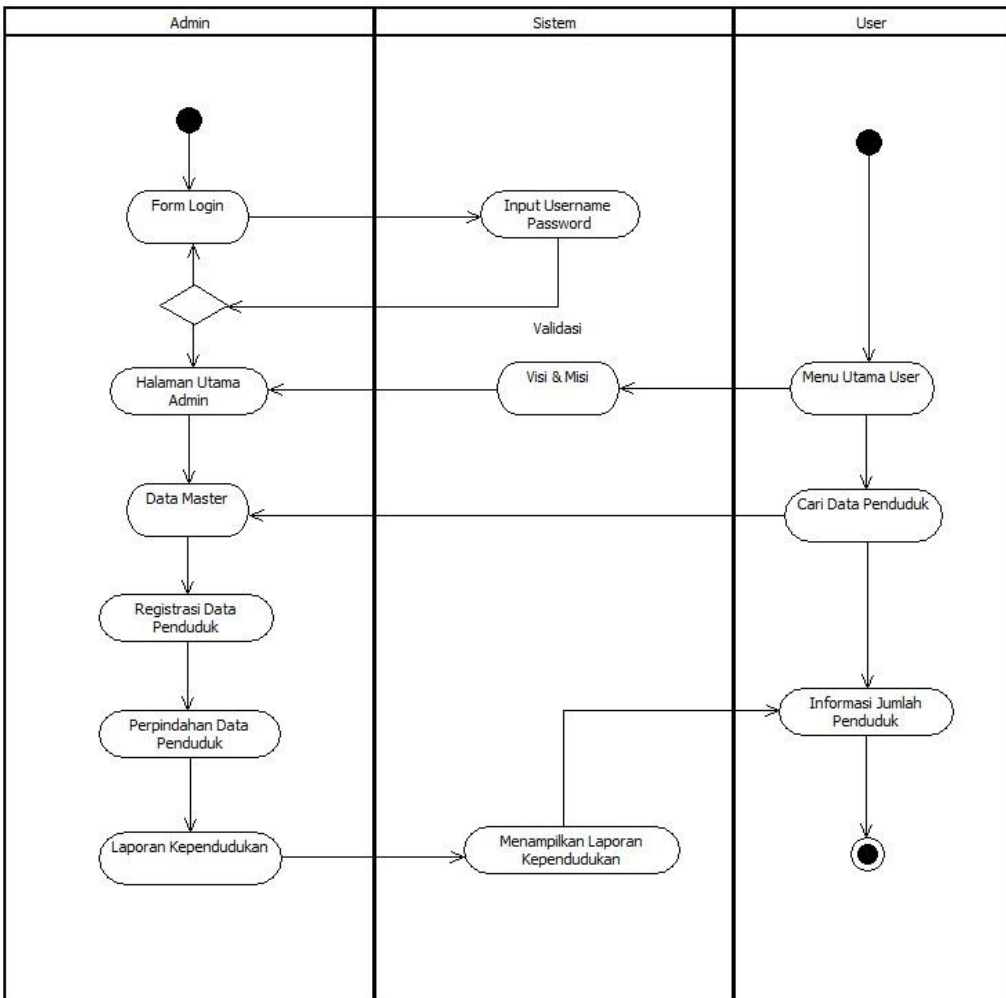 Admin
Sistem
User
Form Login
Input Username
Password
Validasi
Halaman Utama
Admin
Visi & Misi
Menu Utama User
Data Master
Cari Data Penduduk
Registrasi Data
Penduduk
Perpindahan Data
Penduduk
Informasi Jumlah
Penduduk
Laporan Kependudukan
Menampilkan Laporan
Kependudukan